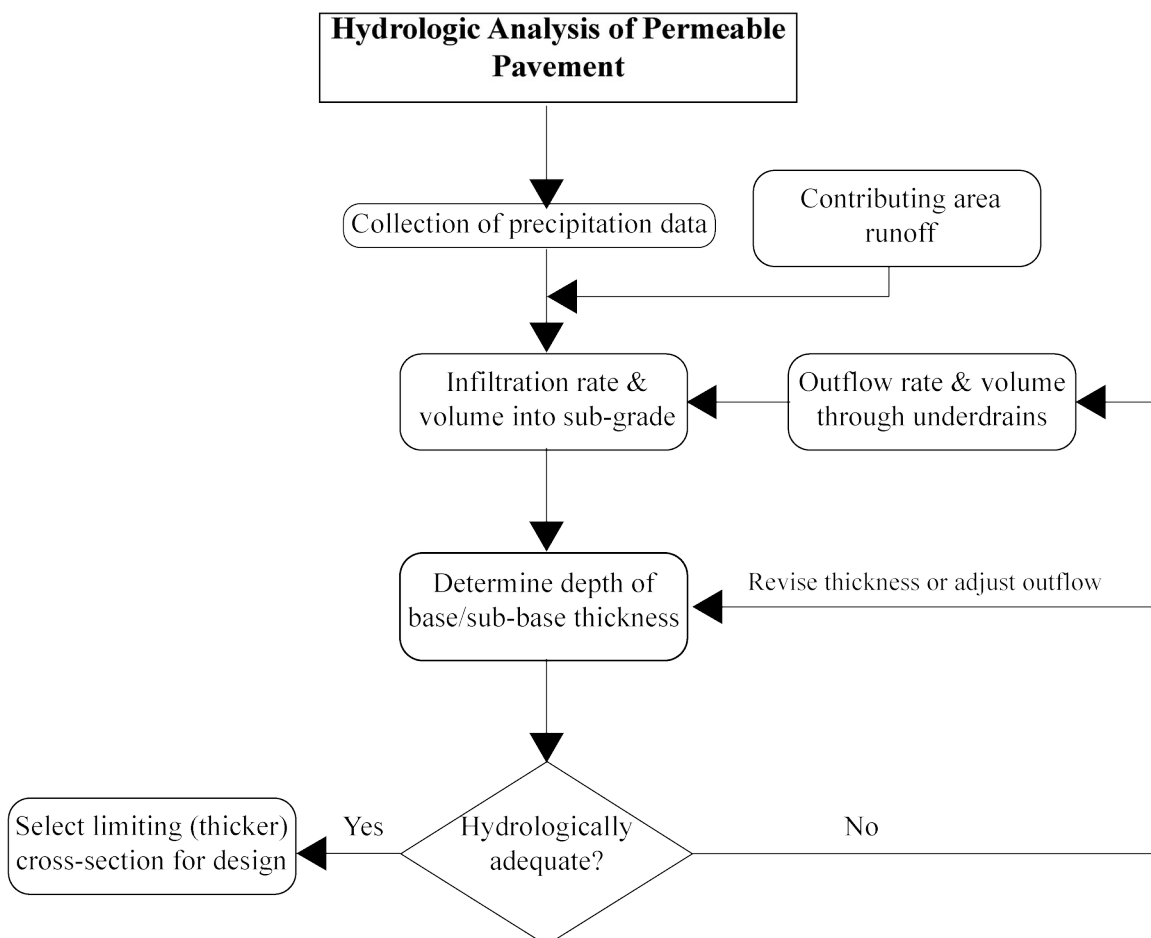 Hydrologic Analysis of Permeable
Pavement
Collection of precipitation data
Contributing area
runoff
Infiltration rate &
volume into sub-grade
Outflow rate & volume
through underdrains
Determine depth of
base/sub-base thickness
Revise thickness or adjust outflow
Select limiting (thicker)
cross-section for design
Yes
Hydrologically
adequate?
No